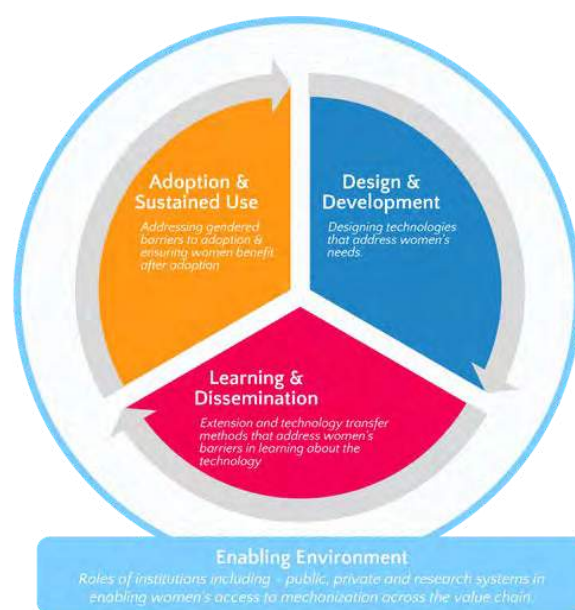 Adoption &
Sustained Use
Addressing gendered
barriers to adoption &
ensuring women benefit
after adoption
Design &
Development
Designing technologies
that address women's
needs.
Learning &
Dissemination
Extension and technology transfer
methods that address women's
barriers in learning about the
technology
Enabling Environment
Roles of institutions including - public, private and research systems in
enabling women's access to mechanization across the value chain